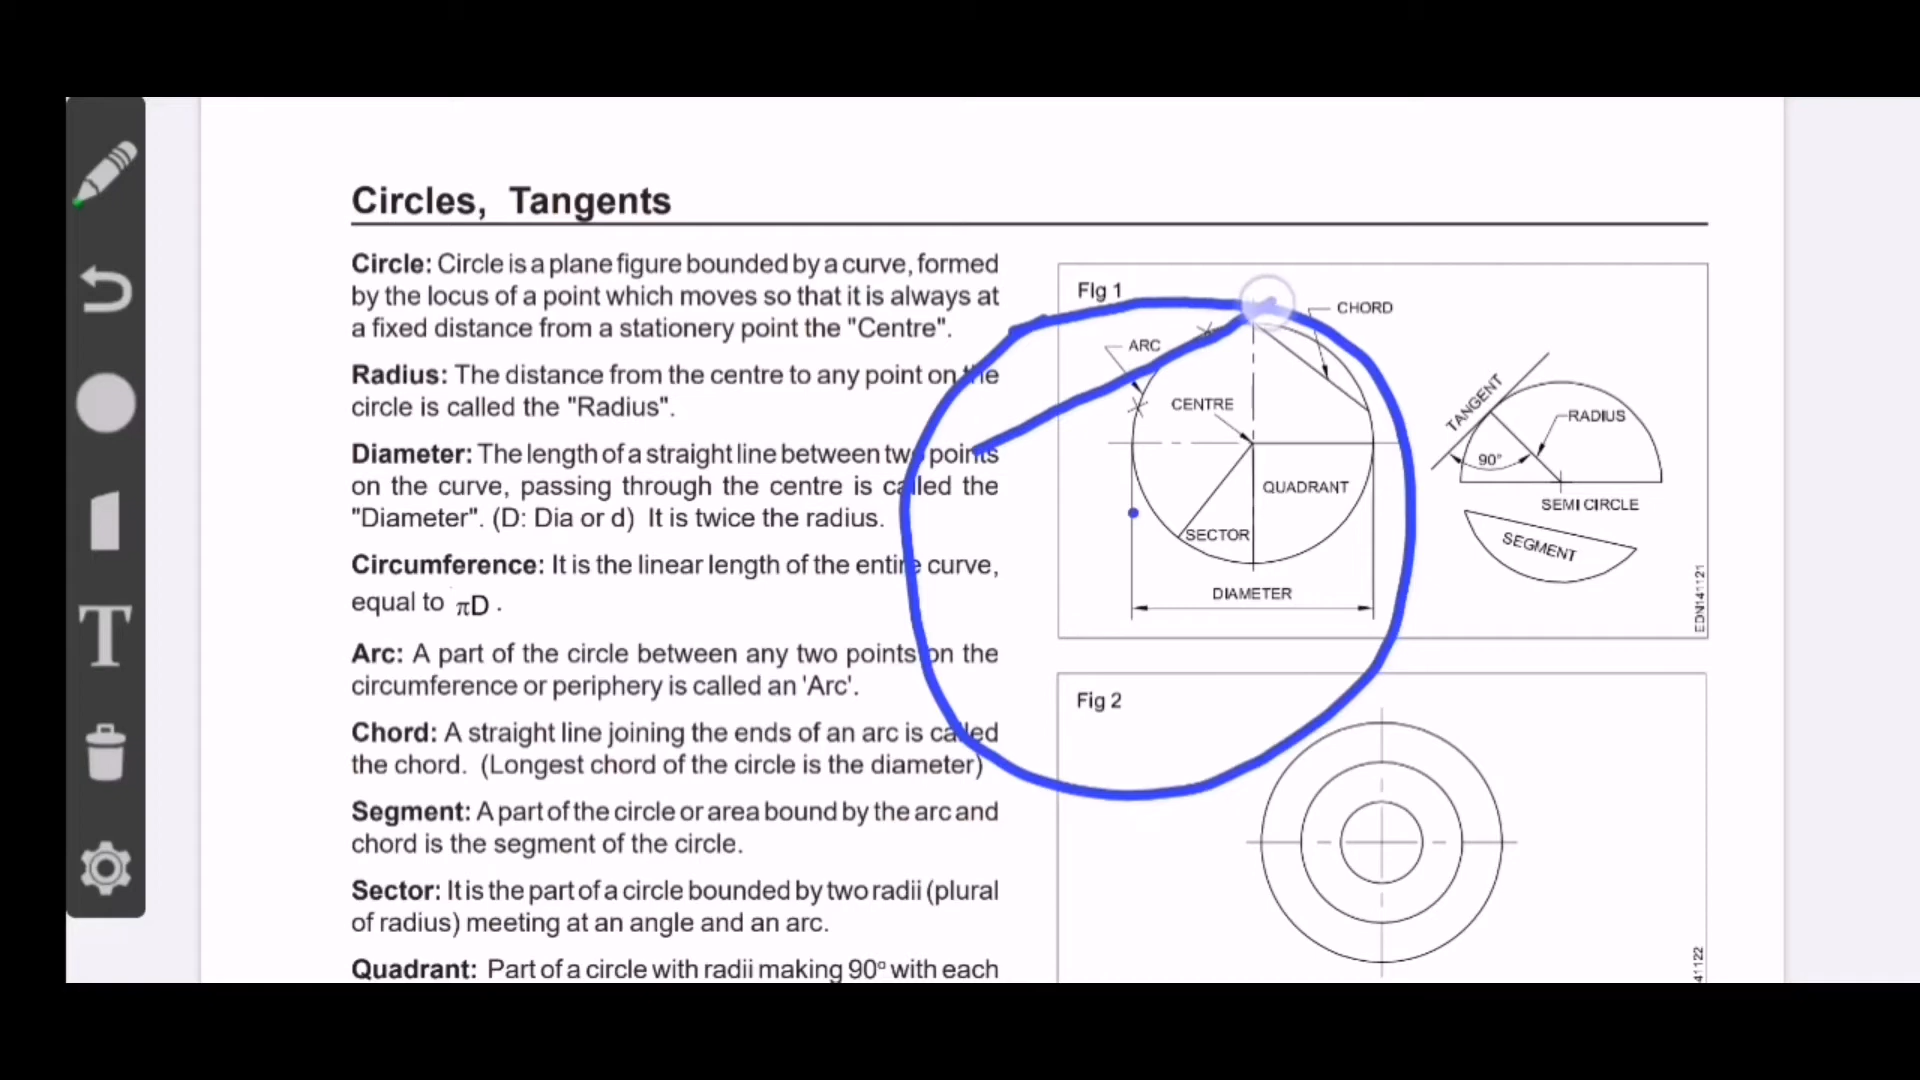 Circles, Tangents
Circle: Circle is a plane figure bounded by a curve, formed
by the locus of a point which moves so that it is always at
a fixed distance from a stationery point the "Centre".
Radius: The distance from the centre to any point on the
circle is called the "Radius".
Diameter: The length of a straight line between two points
on the curve, passing through the centre is called the
"Diameter". (D: Dia or d) It is twice the radius.
Circumference: It is the linear length of the entire curve,
equal to πD .
Arc: A part of the circle between any two points on the
circumference or periphery is called an 'Arc'.
Chord: A straight line joining the ends of an arc is called
the chord. (Longest chord of the circle is the diameter)
Segment: A part of the circle or area bound by the arc and
chord is the segment of the circle.
Sector: It is the part of a circle bounded by two radii (plural
of radius) meeting at an angle and an arc.
Quadrant: Part of a circle with radii making 90º with each
FIg 1
CHORD
ARC
CENTRE
QUADRANT
SECTOR
DIAMETER
TANGENT
RADIUS
90°
SEMI CIRCLE
SEGMENT
EDN141121
Fig 2
41122
T